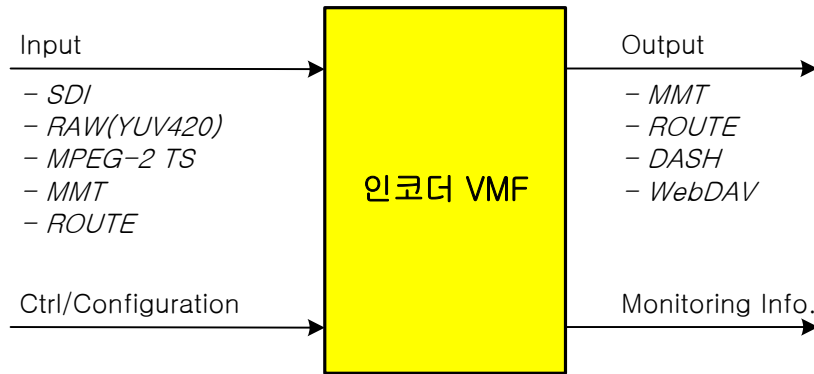 Input
- SDI
- RAW(YUV420)
- MPEG-2 TS
- MMT
- ROUTE
Ctrl/Configuration
인코더 VMF
Output
- MMT
- ROUTE
- DASH
- WebDAV
Monitoring Info.